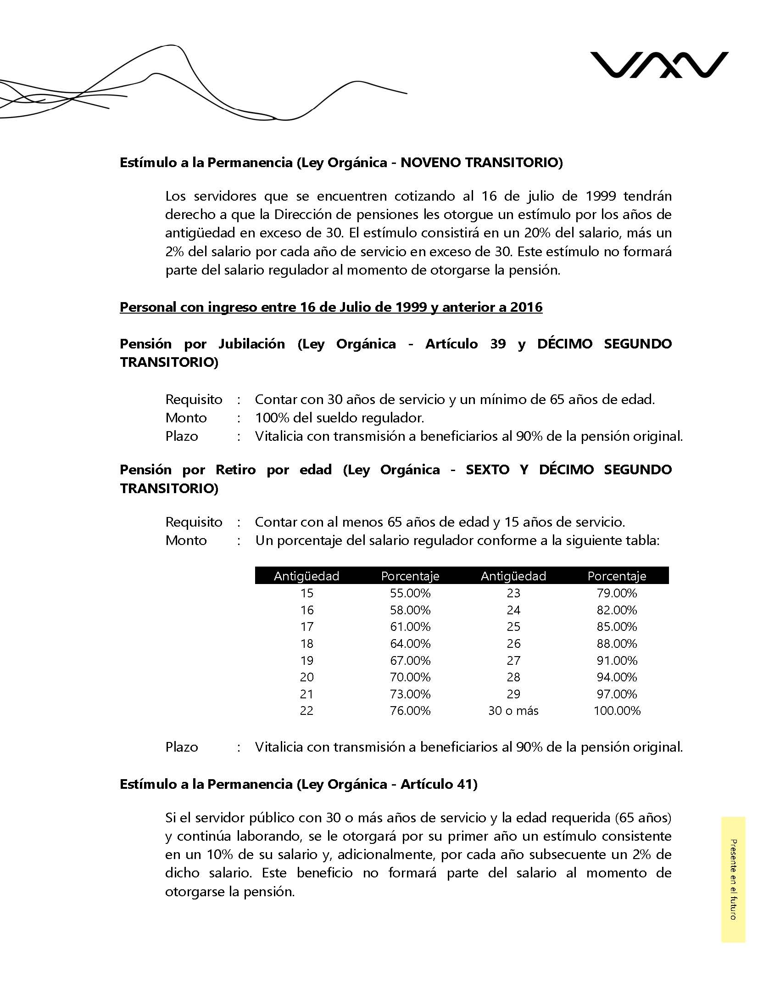 VAN
Estímulo a la Permanencia (Ley Orgánica - NOVENO TRANSITORIO)
Los servidores que se encuentren cotizando al 16 de julio de 1999 tendrán
derecho a que la Dirección de pensiones les otorgue un estímulo por los años de
antigüedad en exceso de 30. El estímulo consistirá en un 20% del salario, más un
2% del salario por cada año de servicio en exceso de 30. Este estímulo no formará
parte del salario regulador al momento de otorgarse la pensión.
Personal con ingreso entre 16 de Julio de 1999 y anterior a 2016
Pensión por Jubilación (Ley Orgánica - Artículo 39 y DÉCIMO SEGUNDO
TRANSITORIO)
Requisito : Contar con 30 años de servicio y un mínimo de 65 años de edad.
Monto : 100% del sueldo regulador.
Plazo : Vitalicia con transmisión a beneficiarios al 90% de la pensión original.
Pensión por Retiro por edad (Ley Orgánica - SEXTO Y DÉCIMO SEGUNDO
TRANSITORIO)
Requisito : Contar con al menos 65 años de edad y 15 años de servicio.
Monto : Un porcentaje del salario regulador conforme a la siguiente tabla:
Antigüedad Porcentaje Antigüedad Porcentaje
15 55.00% 23 79.00%
16 58.00% 24 82.00%
17 61.00% 25 85.00%
18 64.00% 26 88.00%
19 67.00% 27 91.00%
20 70.00% 28 94.00%
21 73.00% 29 97.00%
22 76.00% 30 o más 100.00%
Plazo : Vitalicia con transmisión a beneficiarios al 90% de la pensión original.
Estímulo a la Permanencia (Ley Orgánica - Artículo 41)
Si el servidor público con 30 o más años de servicio y la edad requerida (65 años)
y continúa laborando, se le otorgará por su primer año un estímulo consistente
en un 10% de su salario y, adicionalmente, por cada año subsecuente un 2% de
dicho salario. Este beneficio no formará parte del salario al momento de
otorgarse la pensión.
Presente en el futuro